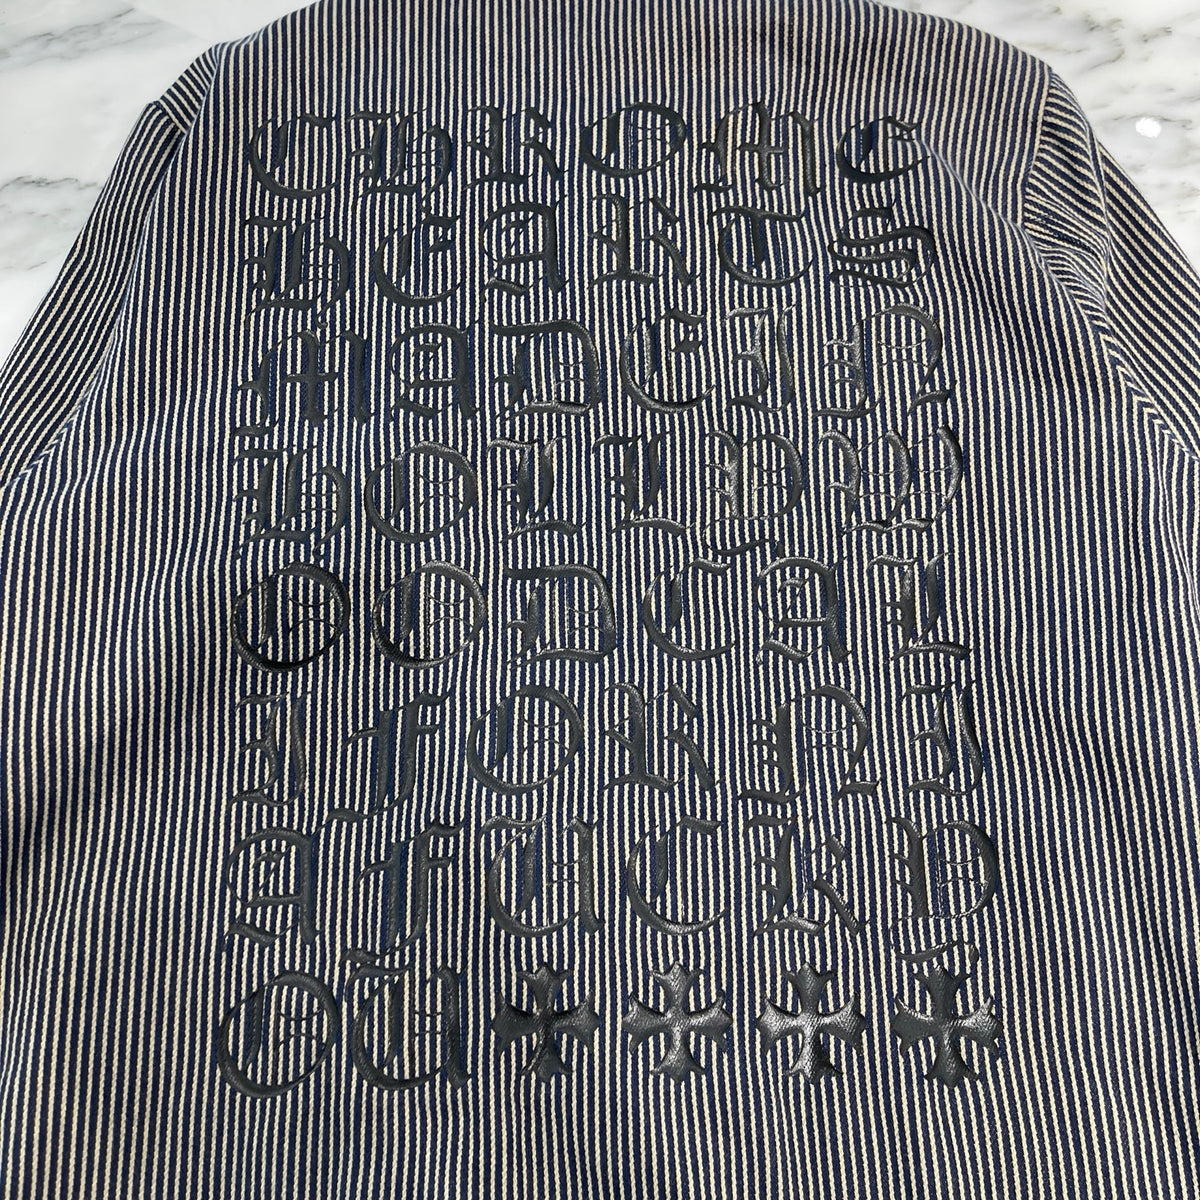 CHROME
HEARTS
MADEIN
HOLLYW
OODCAL
IFORNI
AFUCKY
OU